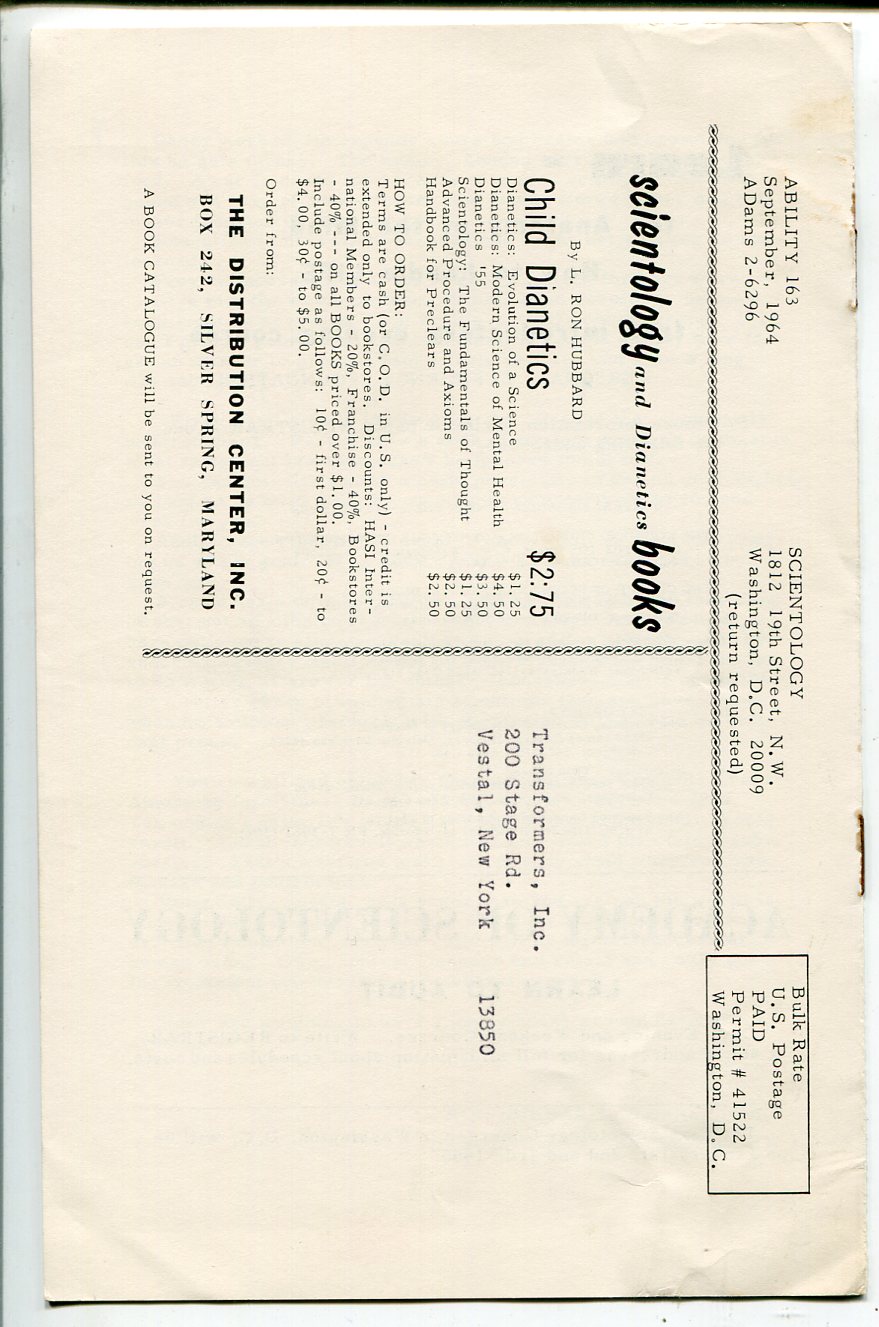 ABILITY 163
September, 1964
ADams 2-6296
SCIENTOLOGY
1812 19th Street, N. W.
Washington, D.C. 20009
(return requested)
Bulk Rate
U.S. Postage
PAID
Permit # 41522
Washington, D.C.
scientology and Dianetics books
By L. RON HUBBARD
Child Dianetics $2:75
Dianetics: Evolution of a Science $1.25
Dianetics: Modern Science of Mental Health $4.50
Dianetics '55 $3.50
Scientology: The Fundamentals of Thought $1.25
Advanced Procedure and Axioms $2.50
Handbook for Preclears $2.50
HOW TO ORDER:
Terms are cash (or C.O.D. in U.S. only) - credit is
extended only to bookstores. Discounts: HASI Inter-
national Members - 20%, Franchise - 40%, Bookstores
- 40% --- on all BOOKS priced over $1.00.
Include postage as follows: 10¢ - first dollar, 20¢ - to
$4.00, 30¢ - to $5.00.
Order from:
THE DISTRIBUTION CENTER, INC.
BOX 242, SILVER SPRING, MARYLAND
A BOOK CATALOGUE will be sent to you on request.
Transformers, Inc.
200 Stage Rd.
Vestal, New York 13850